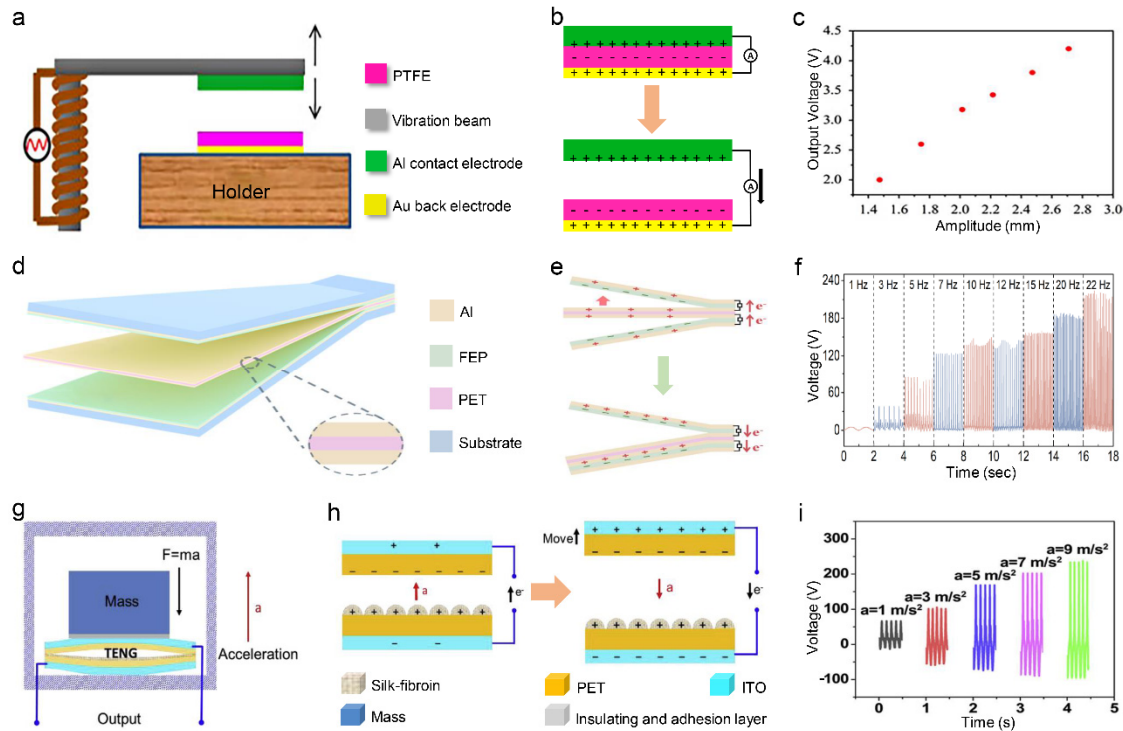 a
PTFE
Vibration beam
Al contact electrode
Au back electrode
Holder
b
+ + + + + + + + + + +
- - - - - - - - - -
+ + + + + + + + + + +
A
+ + + + + + + + + + +
A
- - - - - - - - - -
+ + + + + + + + + + +
c
Output Voltage (V)
4.5
4.0
3.5
3.0
2.5
2.0
1.4 1.6 1.8 2.0 2.2 2.4 2.6 2.8 3.0
Amplitude (mm)
d
Al
FEP
PET
Substrate
e
e-
e-
e-
e-
f
Voltage (V)
240
180
120
60
0
1 Hz 3 Hz 5 Hz 7 Hz 10 Hz 12 Hz 15 Hz 20 Hz 22 Hz
0 2 4 6 8 10 12 14 16 18
Time (sec)
g
F=ma
Mass
a
TENG
Acceleration
Output
h
+ +
- - - - - - -
a
e-
+ + + + + + +
- -
Move
+ + + + + + +
- - - - - - -
a
e-
+ + + + + + +
- - - - - - -
Silk-fibroin
PET
ITO
Mass
Insulating and adhesion layer
i
Voltage (V)
300
200
100
0
-100
a=1 m/s²
a=3 m/s²
a=5 m/s²
a=7 m/s²
a=9 m/s²
0 1 2 3 4 5
Time (s)